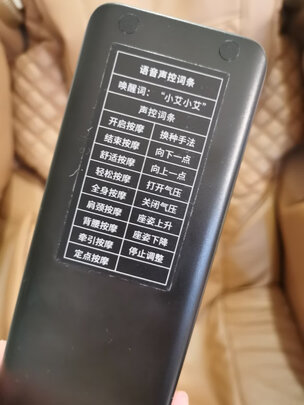 语音声控词条
唤醒词：“小艾小艾”
声控词条
开启按摩 换种手法
结束按摩 向下一点
舒适按摩 向上一点
轻松按摩 打开气压
全身按摩 关闭气压
肩颈按摩 座姿上升
背腰按摩 座姿下降
牵引按摩 停止调整
定点按摩